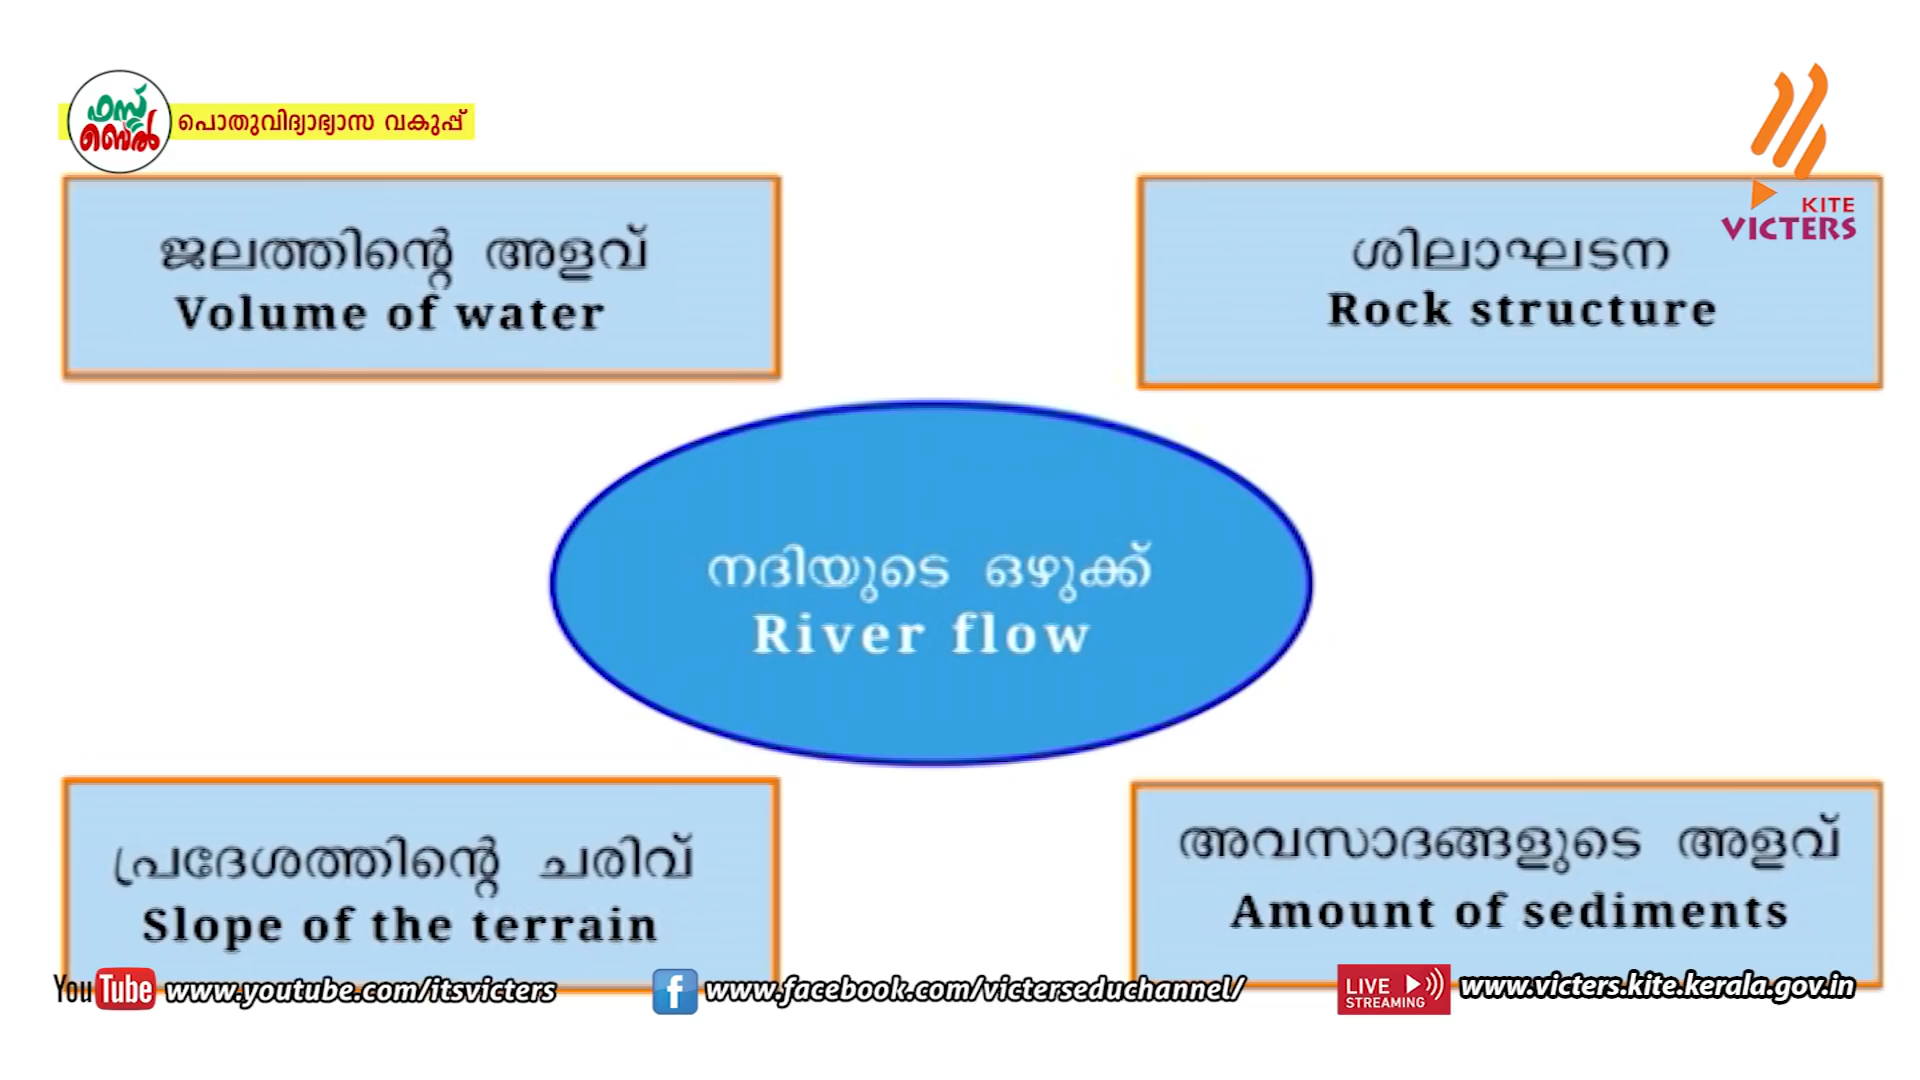 ഫസ്റ്റ്
ബെൽ
പൊതുവിദ്യാഭ്യാസ വകുപ്പ്
KITE
VICTERS
ജലത്തിന്റെ അളവ്
Volume of water
ശിലാഘടന
Rock structure
നദിയുടെ ഒഴുക്ക്
River flow
പ്രദേശത്തിന്റെ ചരിവ്
Slope of the terrain
അവസാദങ്ങളുടെ അളവ്
Amount of sediments
YouTube www.youtube.com/itsvicters
f www.facebook.com/victerseduchannel/
LIVE
STREAMING
www.victers.kite.kerala.gov.in